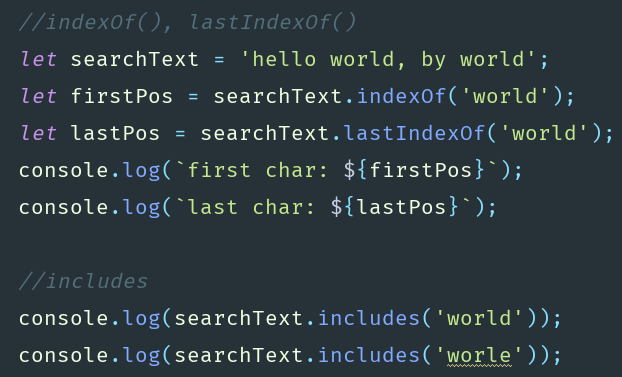 //indexOf(), lastIndexOf()
let searchText = 'hello world, by world';
let firstPos = searchText.indexOf('world');
let lastPos = searchText.lastIndexOf('world');
console.log(`first char: ${firstPos}`);
console.log(`last char: ${lastPos}`);
//includes
console.log(searchText.includes('world'));
console.log(searchText.includes('worle'));